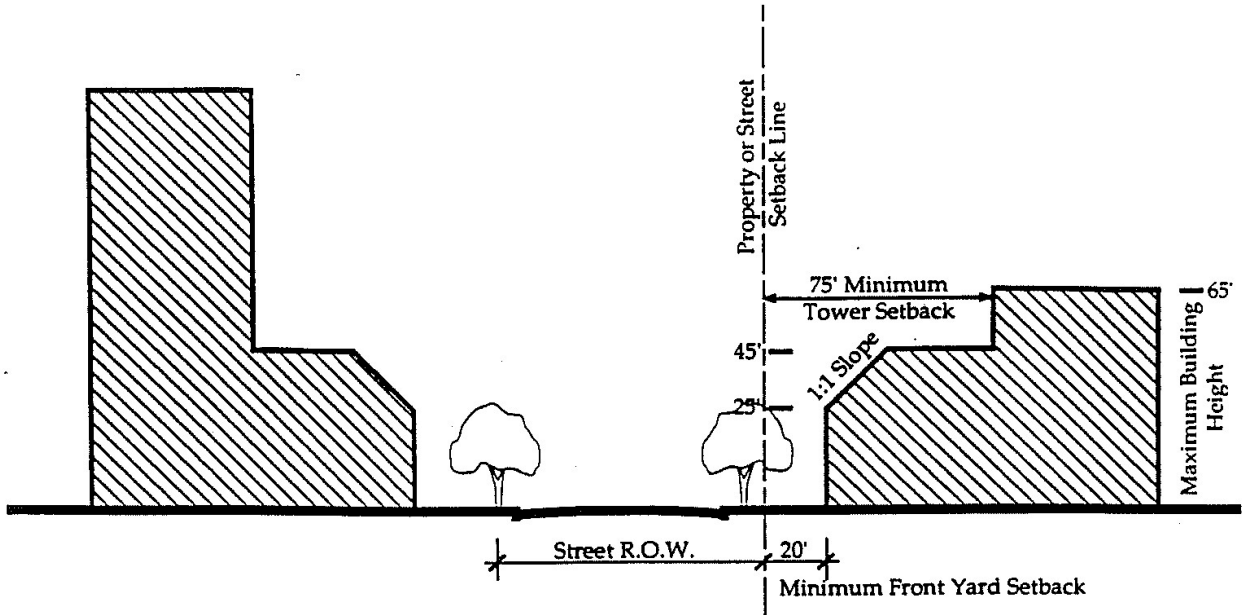 Property or Street
Setback Line
75' Minimum
Tower Setback
65'
45'
1:1 Slope
25'
Maximum Building
Height
Street R.O.W.
20'
Minimum Front Yard Setback